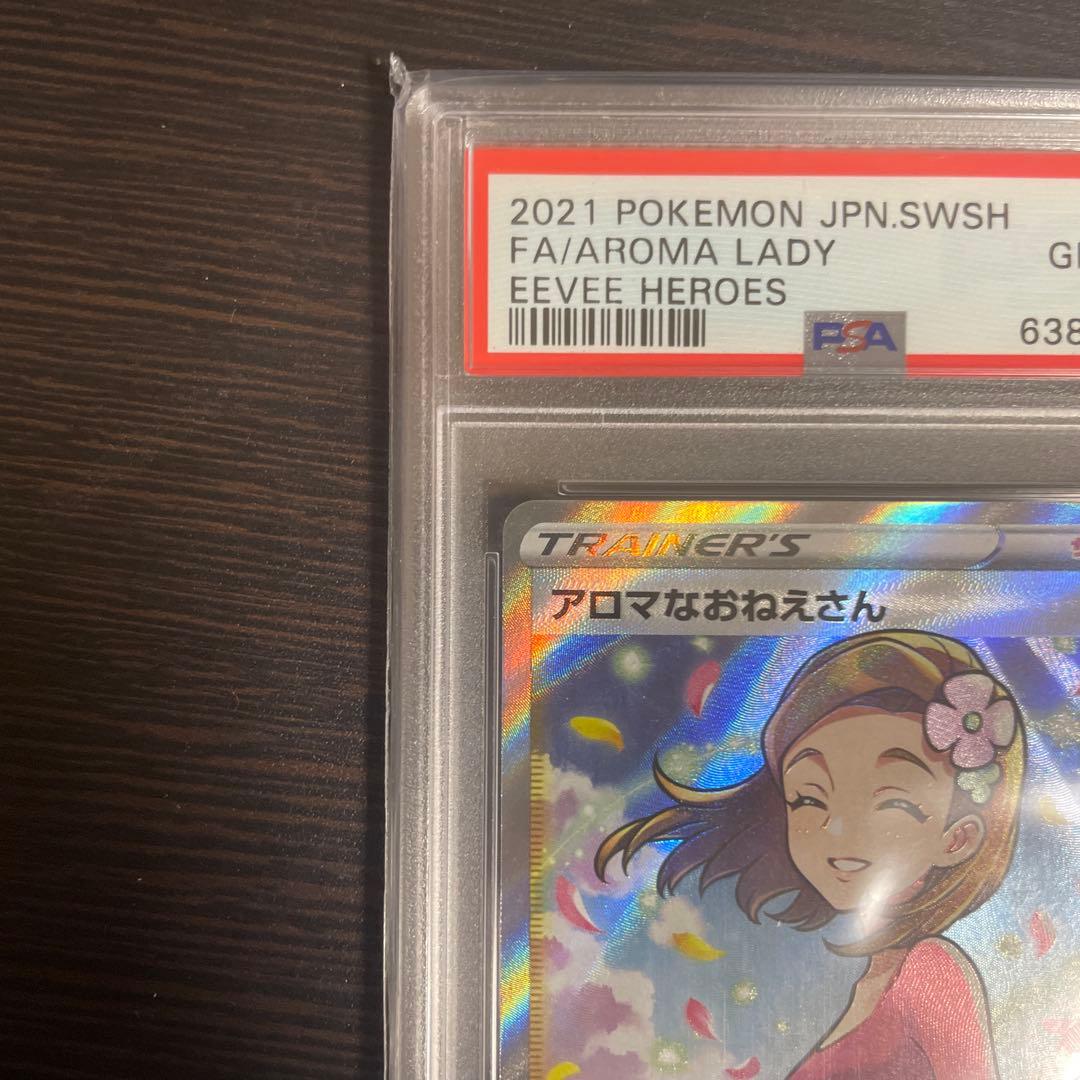 2021 POKEMON JPN.SWSH
FA/AROMA LADY
EEVEE HEROES
PSA
638
TRAINER'S
アロマなおねえさん